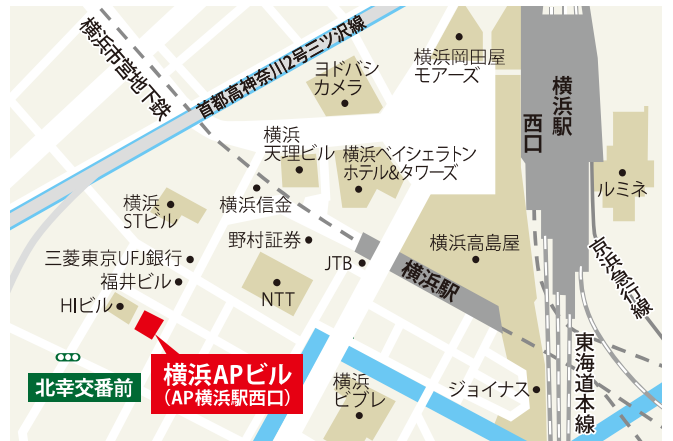 横浜市営地下鉄
首都高神奈川2号三ツ沢線
ヨドバシ
カメラ
横浜岡田屋
モアーズ
横浜駅
西口
横浜
天理ビル
横浜ベイシェラトン
ホテル&タワーズ
ルミネ
横浜
STビル
横浜信金
野村証券
横浜高島屋
三菱東京UFJ銀行
福井ビル
HIビル
NTT
JTB
横浜駅
京浜急行線
東海道本線
北幸交番前
横浜APビル
(AP横浜駅西口)
横浜
ビブレ
ジョイナス